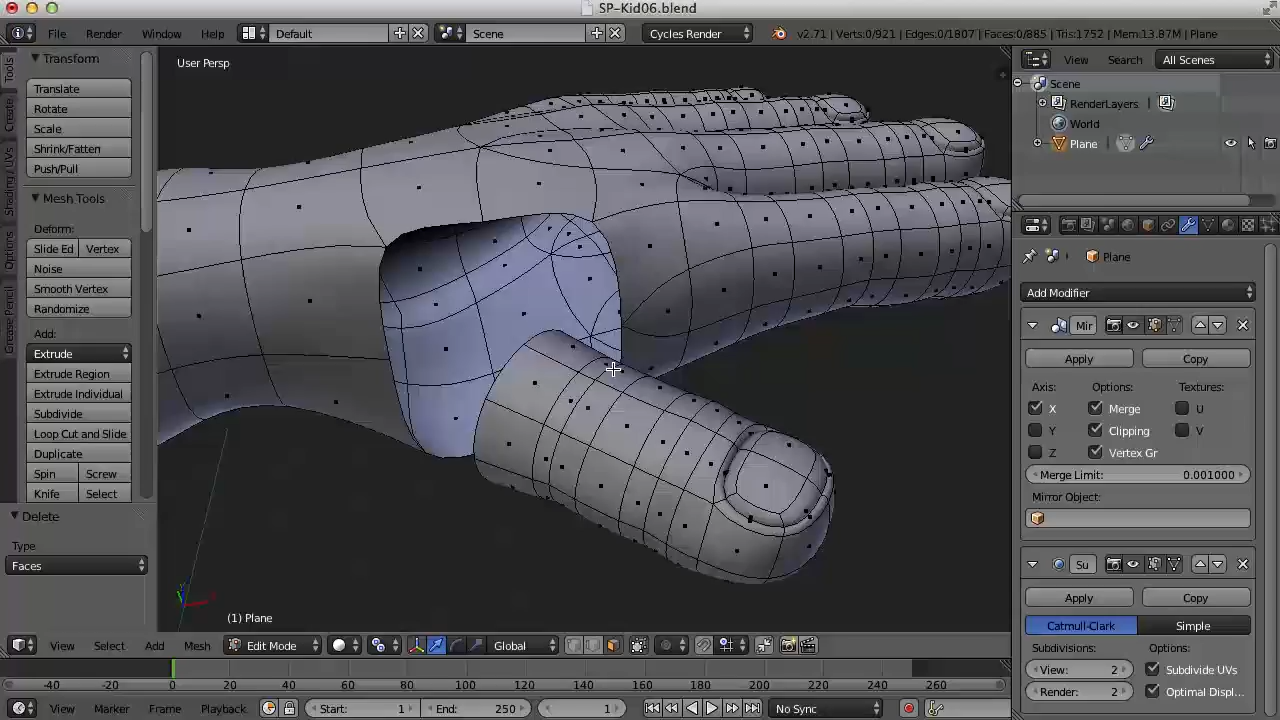 SP-Kid06.blend
File Render Window Help Default Scene Cycles Render v2.71 | Verts:0/921 | Edges:0/1807 | Faces:0/885 | Tris:1752 | Mem:13.87M | Plane
Tools
Create
Shading / UVs
Options
Grease Pencil
Transform
Translate
Rotate
Scale
Shrink/Fatten
Push/Pull
Mesh Tools
Deform:
Slide Ed Vertex
Noise
Smooth Vertex
Randomize
Add:
Extrude
Extrude Region
Extrude Individual
Subdivide
Loop Cut and Slide
Duplicate
Spin Screw
Knife Select
Delete
Type
Faces
User Persp
(1) Plane
View Search All Scenes
Scene
RenderLayers
World
Plane
Plane
Add Modifier
Mir
Apply Copy
Axis: Options: Textures:
X Merge U
Y Clipping V
Z Vertex Gr
Merge Limit: 0.001000
Mirror Object:
Su
Apply Copy
Catmull-Clark Simple
Subdivisions: Options:
View: 2 Subdivide UVs
Render: 2 Optimal Displ...
View Select Add Mesh Edit Mode Global
-40 -20 0 20 40 60 80 100 120 140 160 180 200 220 240 260
View Marker Frame Playback Start: 1 End: 250 1 No Sync